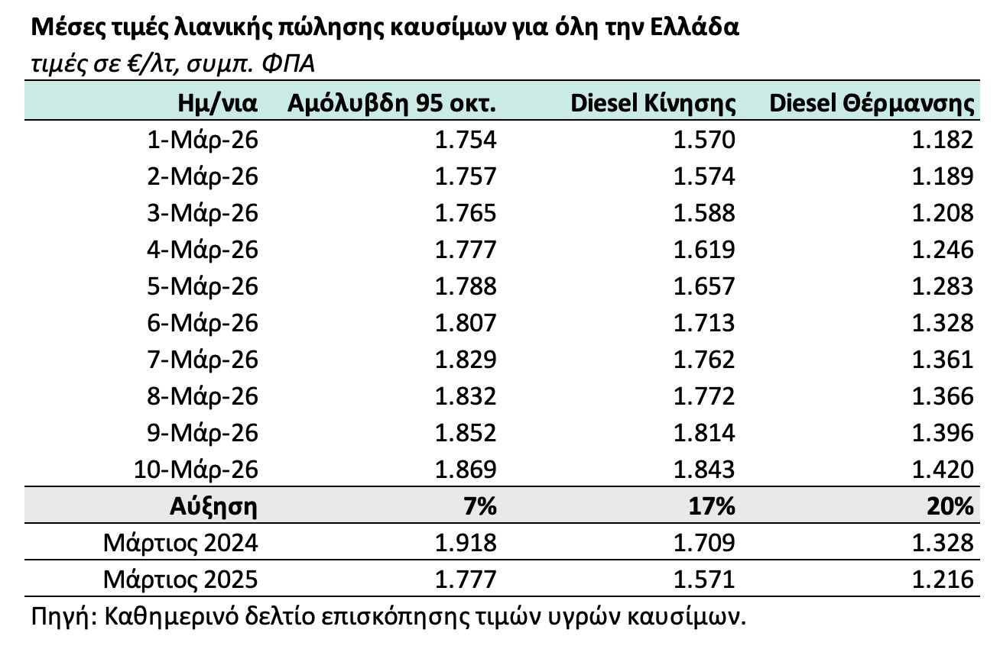 Μέσες τιμές λιανικής πώλησης καυσίμων για όλη την Ελλάδα
τιμές σε €/λτ, συμπ. ΦΠΑ
Ημ/νια Αμόλυβδη 95 οκτ. Diesel Κίνησης Diesel Θέρμανσης
1-Μάρ-26 1.754 1.570 1.182
2-Μάρ-26 1.757 1.574 1.189
3-Μάρ-26 1.765 1.588 1.208
4-Μάρ-26 1.777 1.619 1.246
5-Μάρ-26 1.788 1.657 1.283
6-Μάρ-26 1.807 1.713 1.328
7-Μάρ-26 1.829 1.762 1.361
8-Μάρ-26 1.832 1.772 1.366
9-Μάρ-26 1.852 1.814 1.396
10-Μάρ-26 1.869 1.843 1.420
Αύξηση 7% 17% 20%
Μάρτιος 2024 1.918 1.709 1.328
Μάρτιος 2025 1.777 1.571 1.216
Πηγή: Καθημερινό δελτίο επισκόπησης τιμών υγρών καυσίμων.